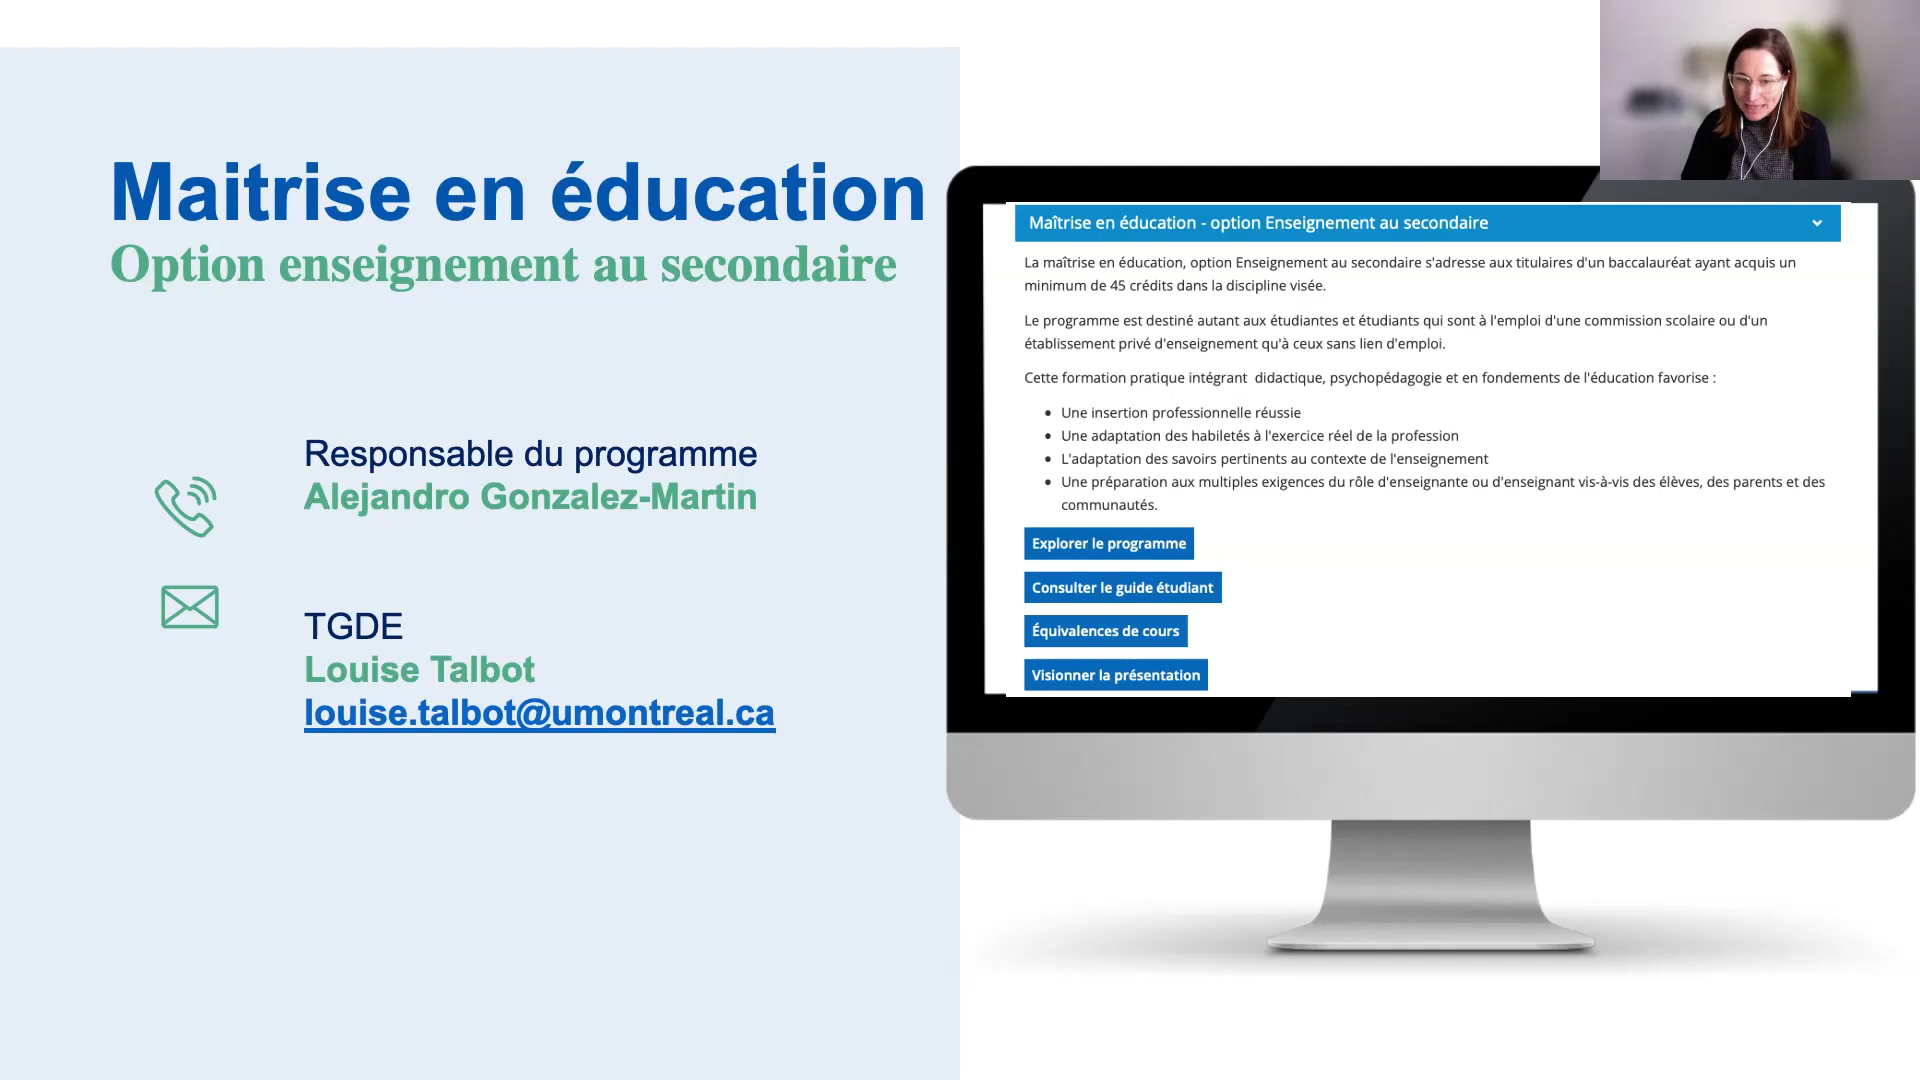 Maitrise en éducation
Option enseignement au secondaire
Responsable du programme
Alejandro Gonzalez-Martin
TGDE
Louise Talbot
louise.talbot@umontreal.ca
Maîtrise en éducation - option Enseignement au secondaire
La maîtrise en éducation, option Enseignement au secondaire s'adresse aux titulaires d'un baccalauréat ayant acquis un
minimum de 45 crédits dans la discipline visée.
Le programme est destiné autant aux étudiantes et étudiants qui sont à l'emploi d'une commission scolaire ou d'un
établissement privé d'enseignement qu'à ceux sans lien d'emploi.
Cette formation pratique intégrant didactique, psychopédagogie et en fondements de l'éducation favorise :
• Une insertion professionnelle réussie
• Une adaptation des habiletés à l'exercice réel de la profession
• L'adaptation des savoirs pertinents au contexte de l'enseignement
• Une préparation aux multiples exigences du rôle d'enseignante ou d'enseignant vis-à-vis des élèves, des parents et des
communautés.
Explorer le programme
Consulter le guide étudiant
Équivalences de cours
Visionner la présentation